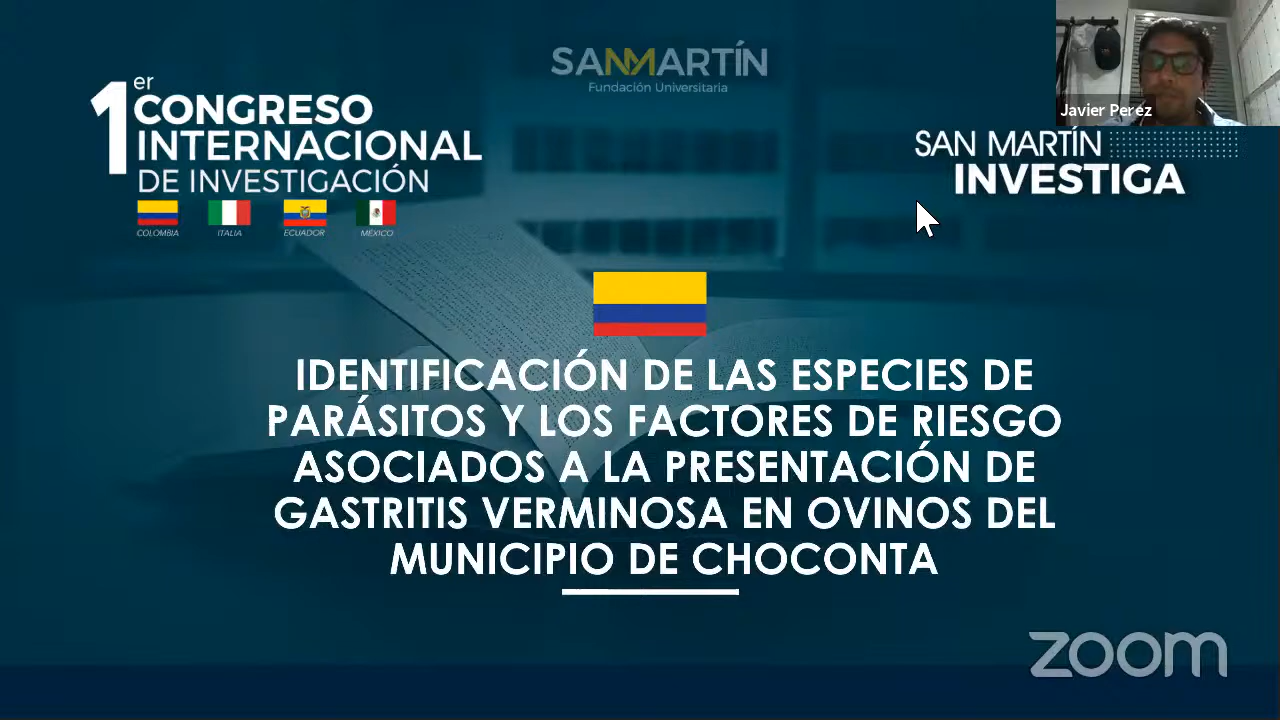 SANMARTÍN
Fundación Universitaria
1er CONGRESO
INTERNACIONAL
DE INVESTIGACIÓN
COLOMBIA ITALIA ECUADOR MÉXICO
Javier Perez
SAN MARTÍN
INVESTIGA
IDENTIFICACIÓN DE LAS ESPECIES DE
PARÁSITOS Y LOS FACTORES DE RIESGO
ASOCIADOS A LA PRESENTACIÓN DE
GASTRITIS VERMINOSA EN OVINOS DEL
MUNICIPIO DE CHOCONTA
zoom